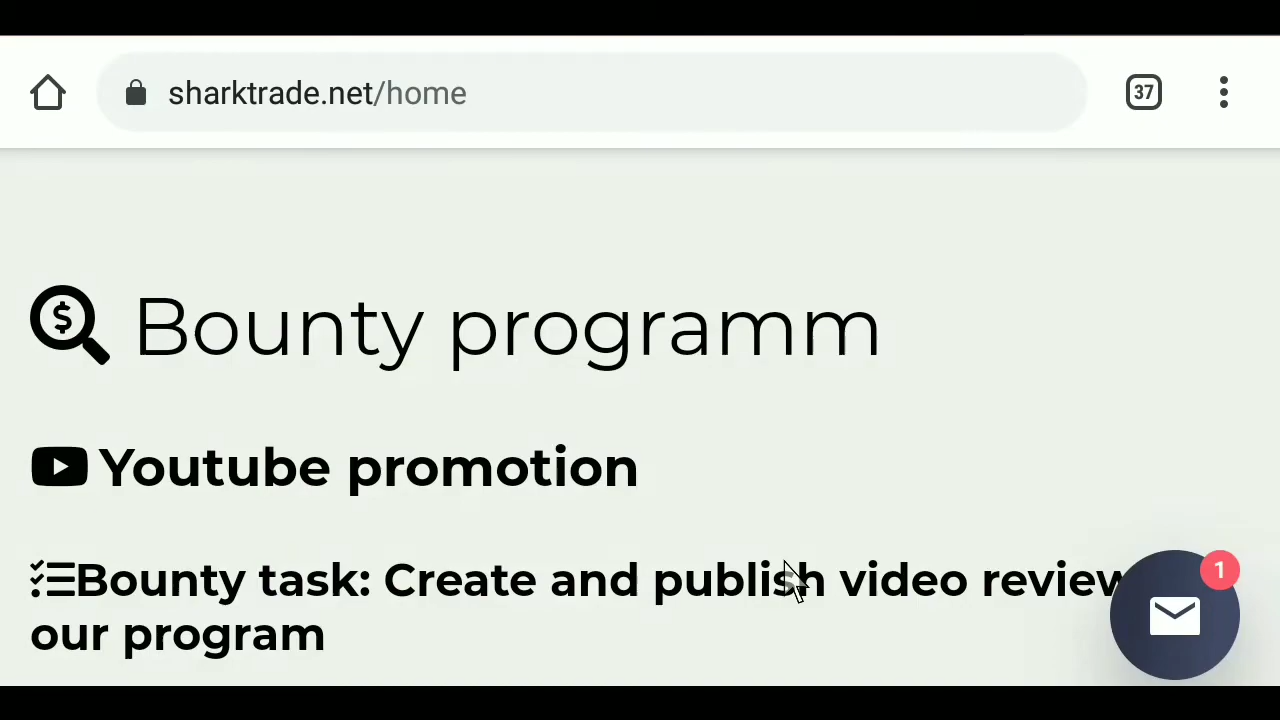 sharktrade.net/home
37
Bounty programm
Youtube promotion
Bounty task: Create and publish video review
our program
1